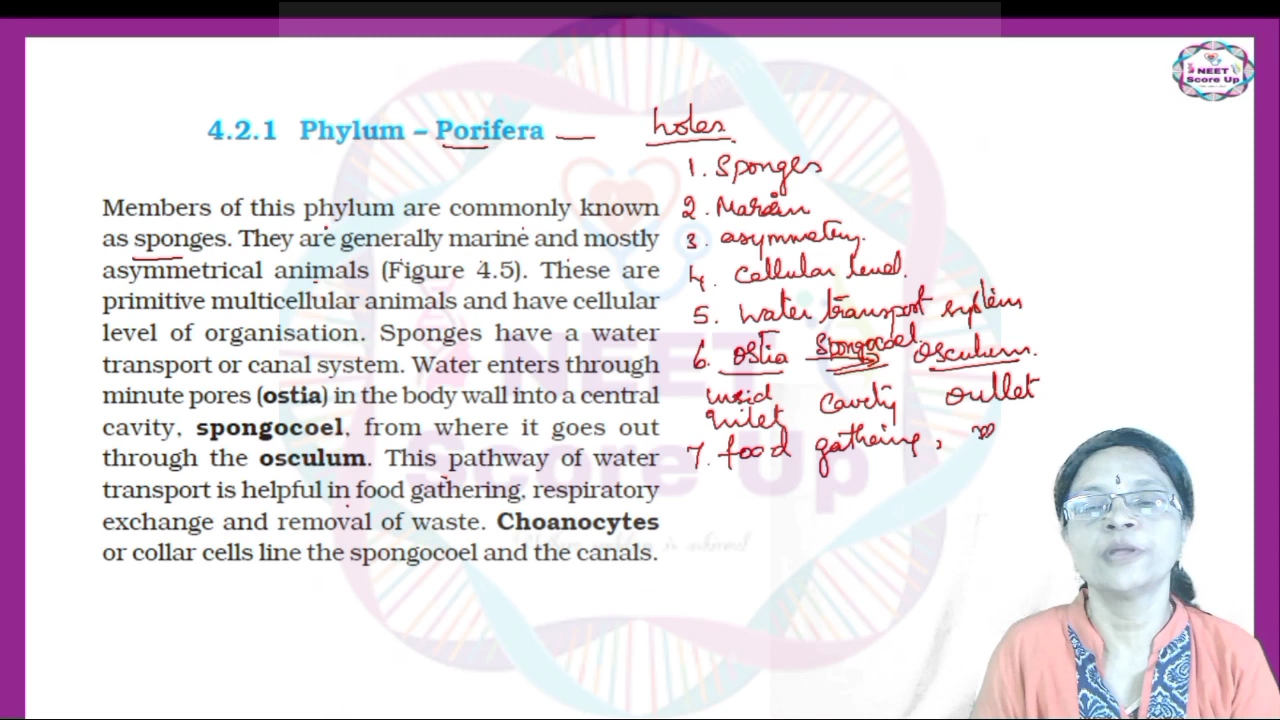 NEET
Score Up
4.2.1 Phylum – Porifera
holes
Members of this phylum are commonly known
as sponges. They are generally marine and mostly
asymmetrical animals (Figure 4.5). These are
primitive multicellular animals and have cellular
level of organisation. Sponges have a water
transport or canal system. Water enters through
minute pores (ostia) in the body wall into a central
cavity, spongocoel, from where it goes out
through the osculum. This pathway of water
transport is helpful in food gathering, respiratory
exchange and removal of waste. Choanocytes
or collar cells line the spongocoel and the canals.
1. Sponges
2. Marin
3. asymmetry.
4. Cellular level.
5. Water transport system
6. Ostia Spongocoel. Osculum.
cavity outlet
inlet
7. food gatheing,
NEET
Score Up